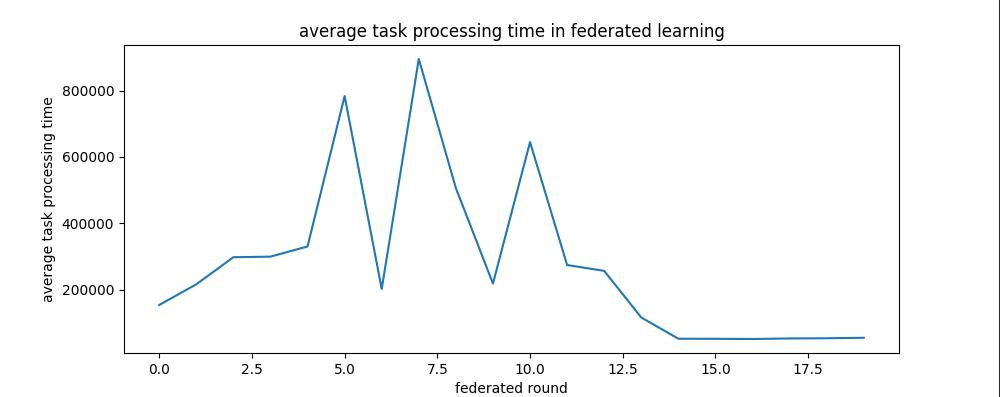 average task processing time in federated learning
average task processing time
800000
600000
400000
200000
0.0 2.5 5.0 7.5 10.0 12.5 15.0 17.5
federated round